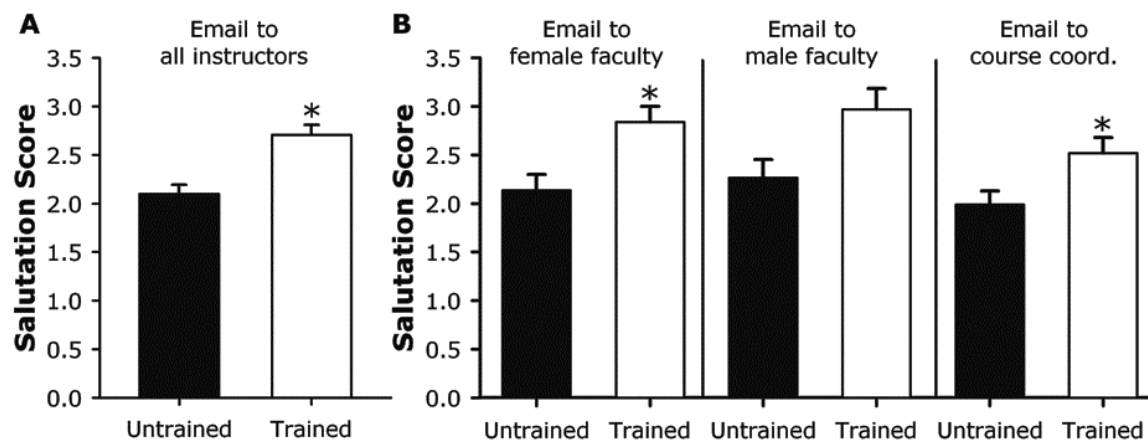 A
Email to
all instructors
Salutation Score
3.5
3.0
2.5
2.0
1.5
1.0
0.5
0.0
*
Untrained Trained
B
Email to
female faculty
Email to
male faculty
Email to
course coord.
Salutation Score
3.5
3.0
2.5
2.0
1.5
1.0
0.5
0.0
*
*
Untrained Trained Untrained Trained Untrained Trained